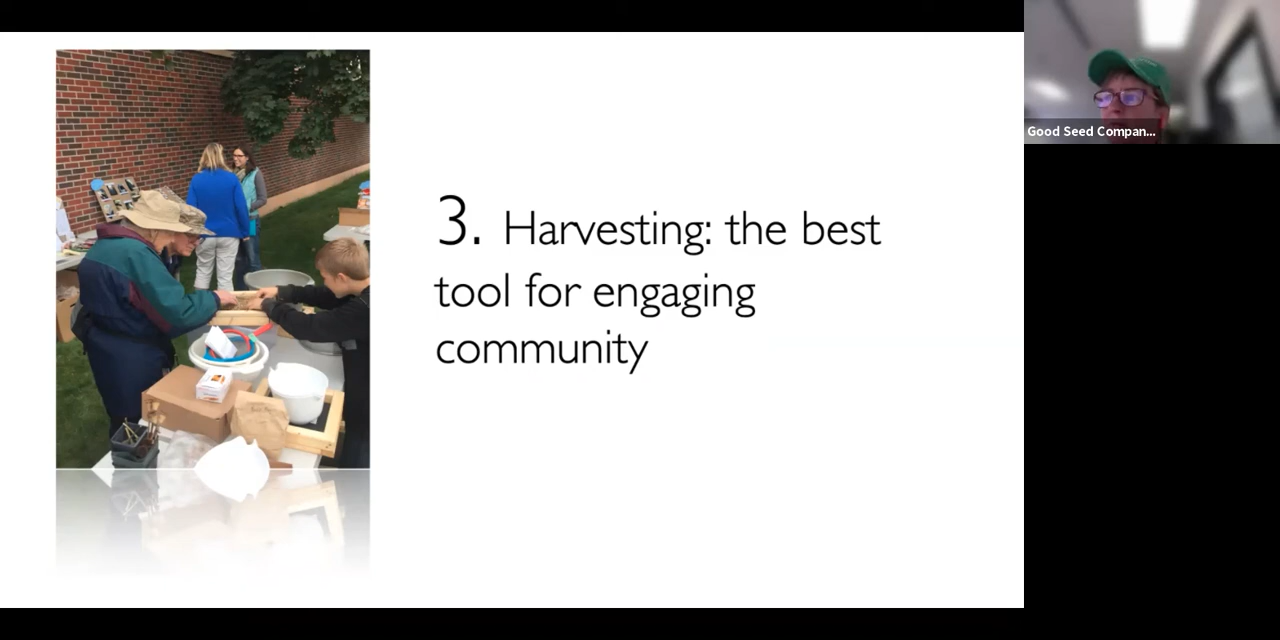 3. Harvesting: the best
tool for engaging
community
Good Seed Compan...